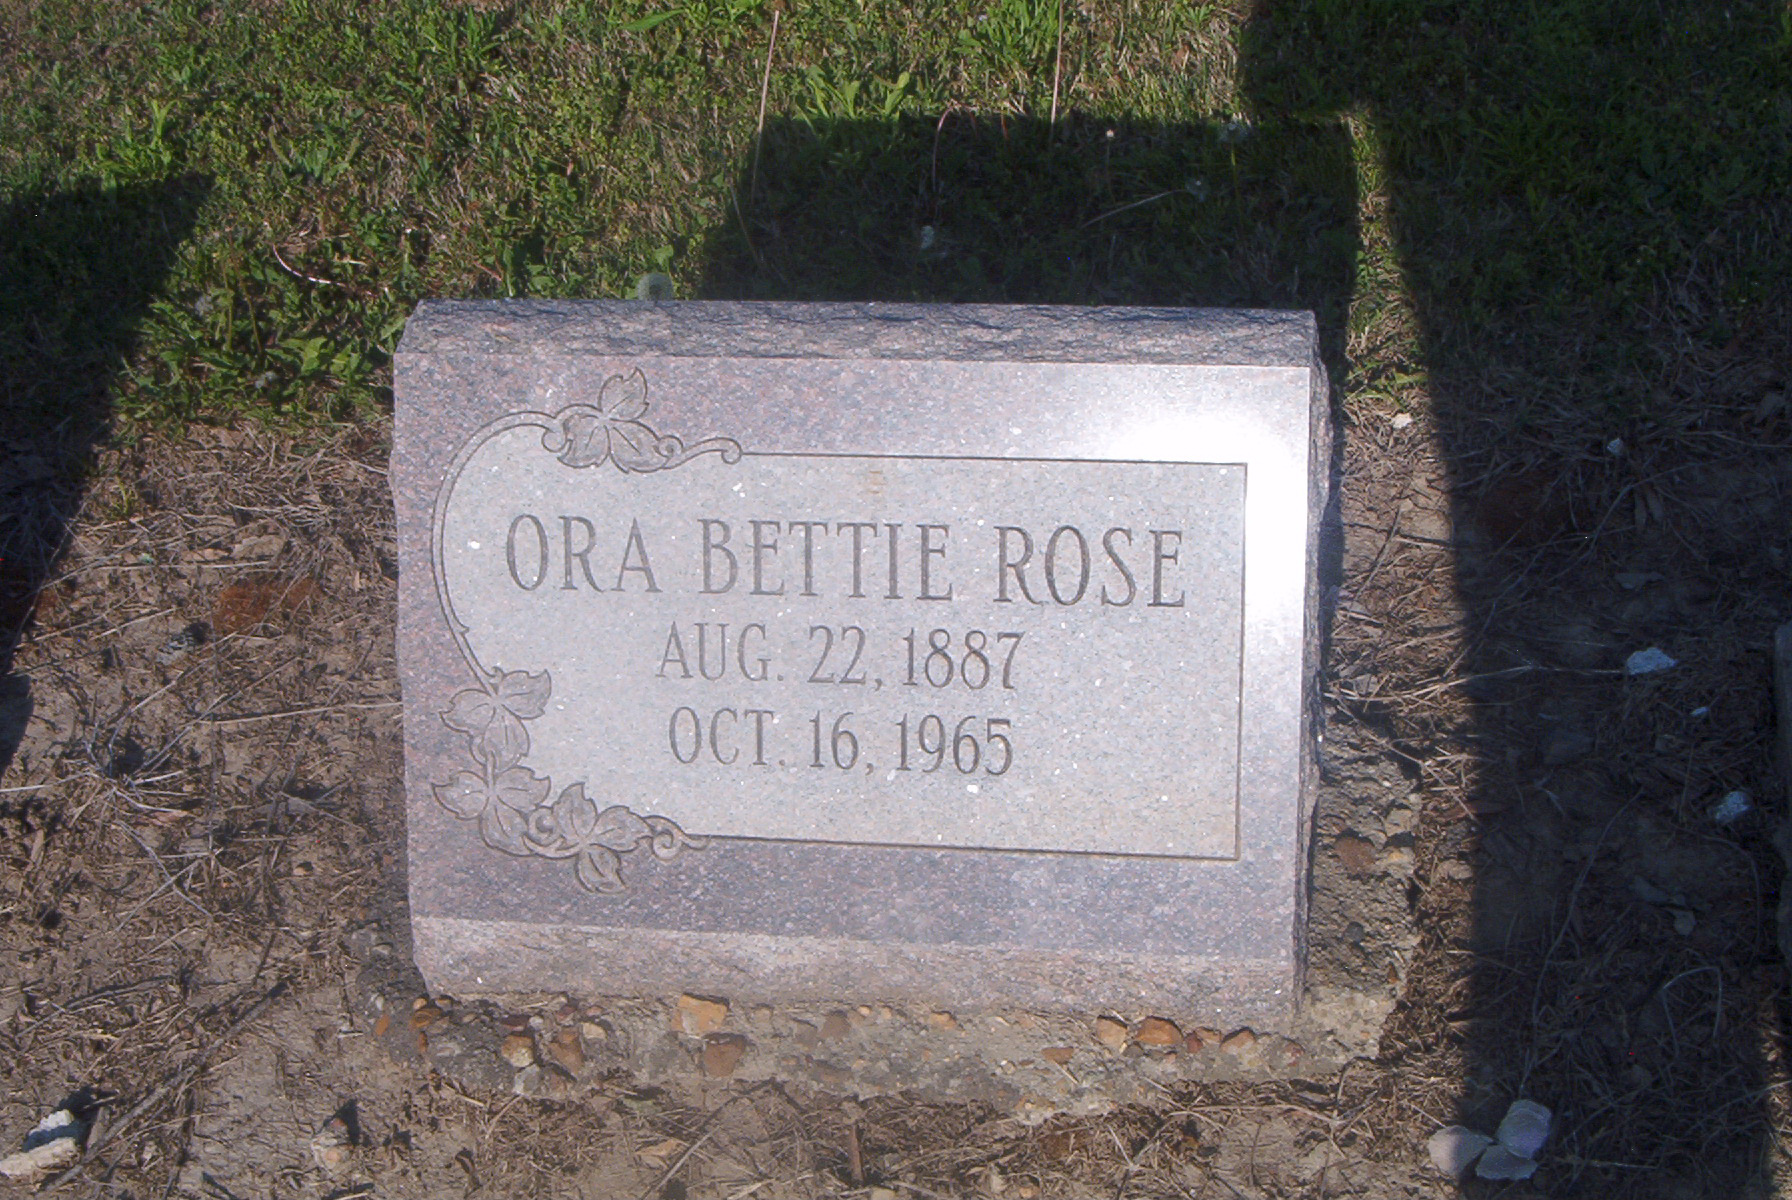 ORA BETTIE ROSE
AUG. 22, 1887
OCT. 16, 1965